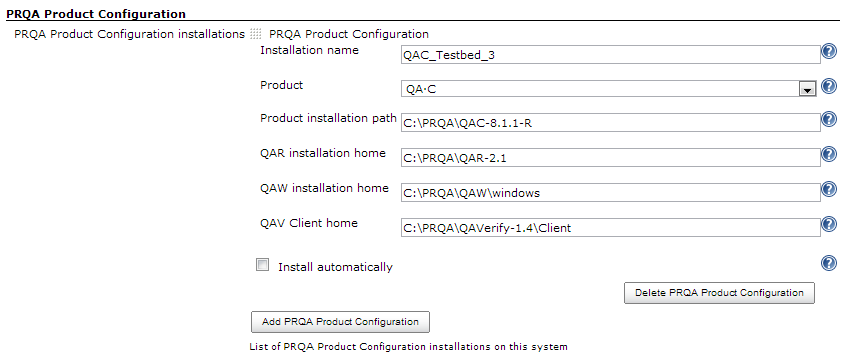 PRQA Product Configuration
PRQA Product Configuration installations
PRQA Product Configuration
Installation name QAC_Testbed_3
Product QA·C
Product installation path C:\PRQA\QAC-8.1.1-R
QAR installation home C:\PRQA\QAR-2.1
QAW installation home C:\PRQA\QAW\windows
QAV Client home C:\PRQA\QAVerify-1.4\Client
Install automatically
Delete PRQA Product Configuration
Add PRQA Product Configuration
List of PRQA Product Configuration installations on this system